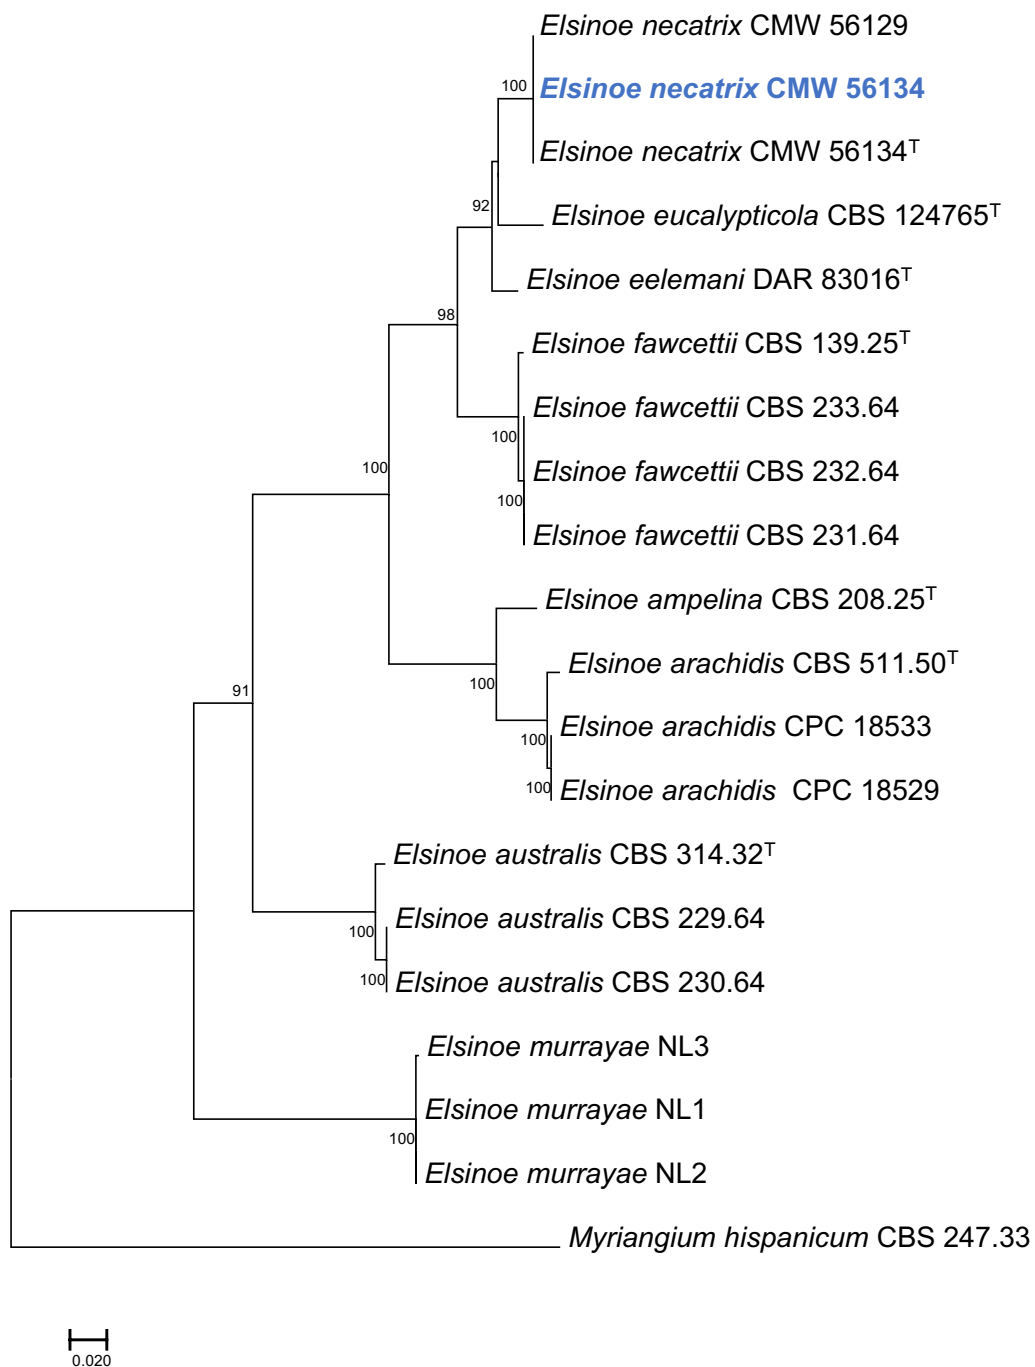 Elsinoe necatrix CMW 56129
100
Elsinoe necatrix CMW 56134
Elsinoe necatrix CMW 56134ᵀ
92
Elsinoe eucalypticola CBS 124765ᵀ
Elsinoe eelemani DAR 83016ᵀ
98
Elsinoe fawcettii CBS 139.25ᵀ
Elsinoe fawcettii CBS 233.64
100
100
Elsinoe fawcettii CBS 232.64
100
Elsinoe fawcettii CBS 231.64
Elsinoe ampelina CBS 208.25ᵀ
Elsinoe arachidis CBS 511.50ᵀ
100
91
Elsinoe arachidis CPC 18533
100
100
Elsinoe arachidis CPC 18529
Elsinoe australis CBS 314.32ᵀ
Elsinoe australis CBS 229.64
100
100
Elsinoe australis CBS 230.64
Elsinoe murrayae NL3
Elsinoe murrayae NL1
100
Elsinoe murrayae NL2
Myriangium hispanicum CBS 247.33
0.020